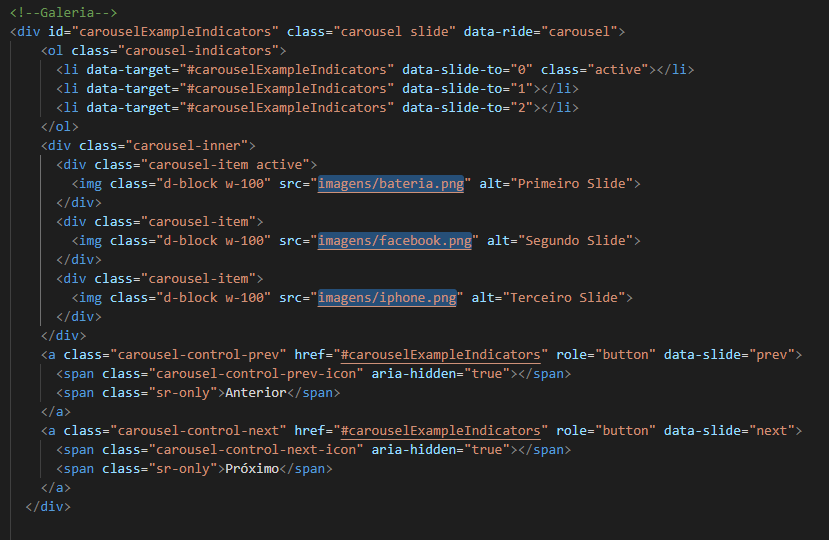 <!--Galeria-->
<div id="carouselExampleIndicators" class="carousel slide" data-ride="carousel">
    <ol class="carousel-indicators">
      <li data-target="#carouselExampleIndicators" data-slide-to="0" class="active"></li>
      <li data-target="#carouselExampleIndicators" data-slide-to="1"></li>
      <li data-target="#carouselExampleIndicators" data-slide-to="2"></li>
    </ol>
    <div class="carousel-inner">
      <div class="carousel-item active">
        <img class="d-block w-100" src="imagens/bateria.png" alt="Primeiro Slide">
      </div>
      <div class="carousel-item">
        <img class="d-block w-100" src="imagens/facebook.png" alt="Segundo Slide">
      </div>
      <div class="carousel-item">
        <img class="d-block w-100" src="imagens/iphone.png" alt="Terceiro Slide">
      </div>
    </div>
    <a class="carousel-control-prev" href="#carouselExampleIndicators" role="button" data-slide="prev">
      <span class="carousel-control-prev-icon" aria-hidden="true"></span>
      <span class="sr-only">Anterior</span>
    </a>
    <a class="carousel-control-next" href="#carouselExampleIndicators" role="button" data-slide="next">
      <span class="carousel-control-next-icon" aria-hidden="true"></span>
      <span class="sr-only">Próximo</span>
    </a>
  </div>